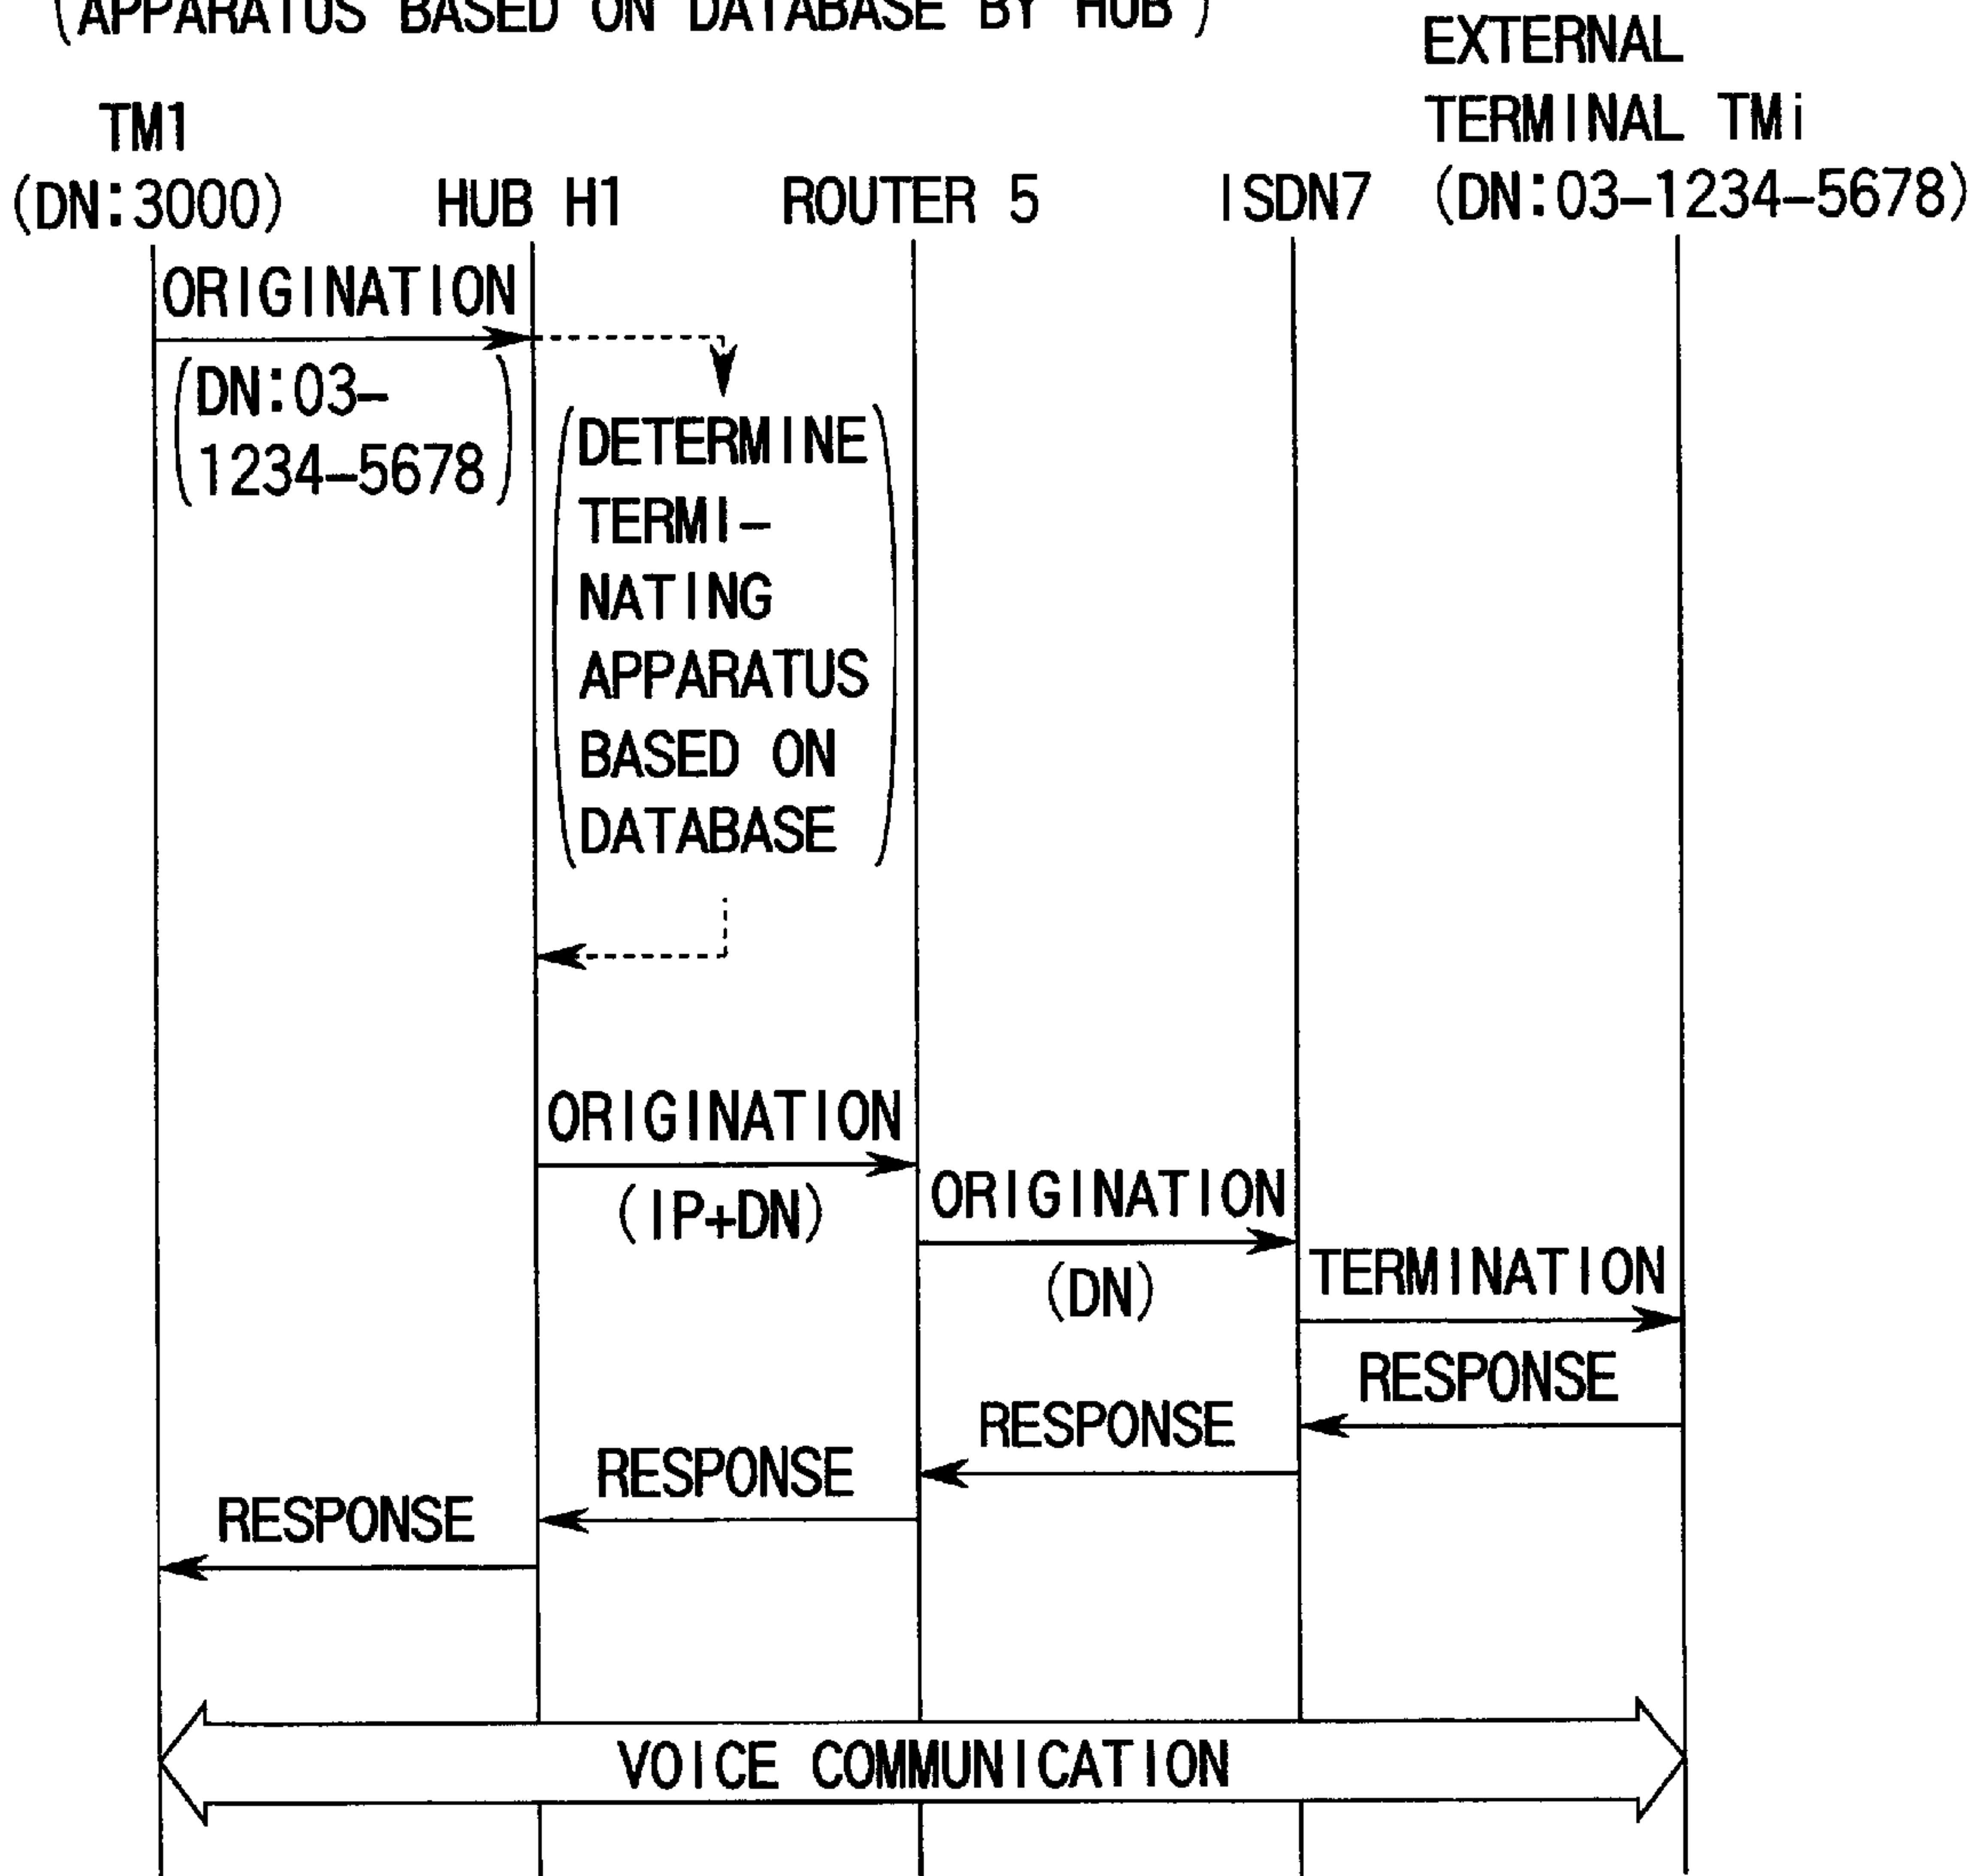 (APPARATUS BASED ON DATABASE BY HUB)
EXTERNAL
TERMINAL TMi
(DN:03-1234-5678)
TM1
(DN:3000)
HUB H1
ROUTER 5
ISDN7
ORIGINATION
(DN:03-
1234-5678)
(DETERMINE
TERMI-
NATING
APPARATUS
BASED ON
DATABASE)
ORIGINATION
(IP+DN)
ORIGINATION
(DN)
TERMINATION
RESPONSE
RESPONSE
RESPONSE
RESPONSE
VOICE COMMUNICATION